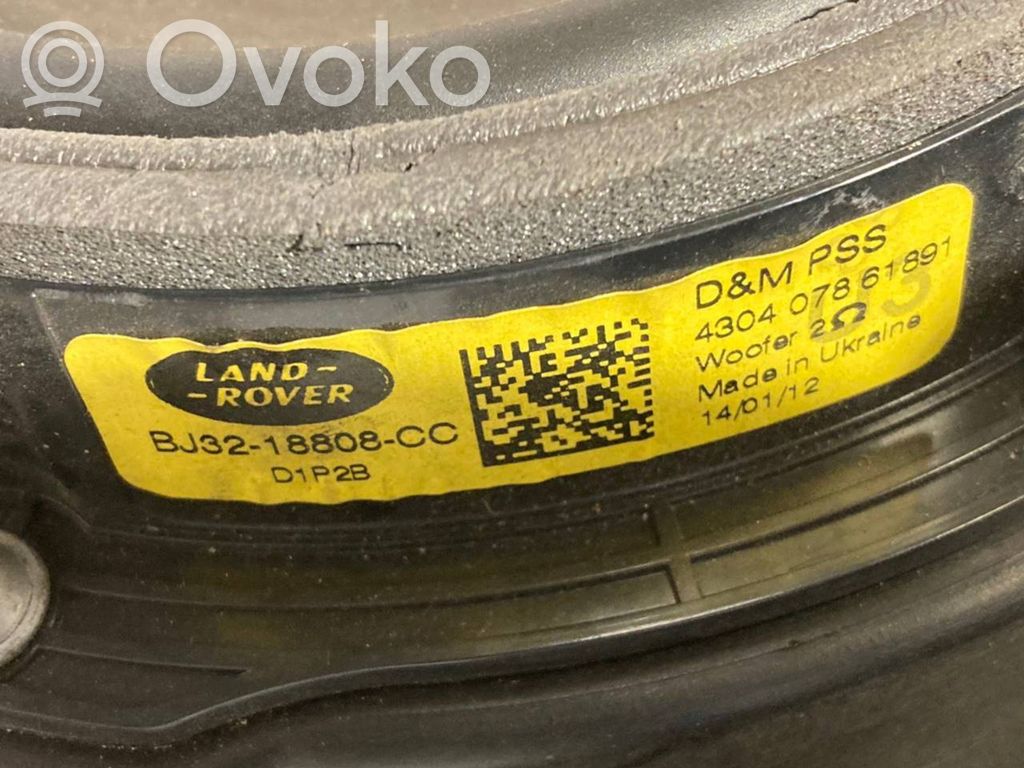 Ovoko
LAND-
-ROVER
BJ32-18808-CC
D1P2B
D&M PSS
4304 078 61891
Woofer 2Ω
Made in Ukraine
14/01/12